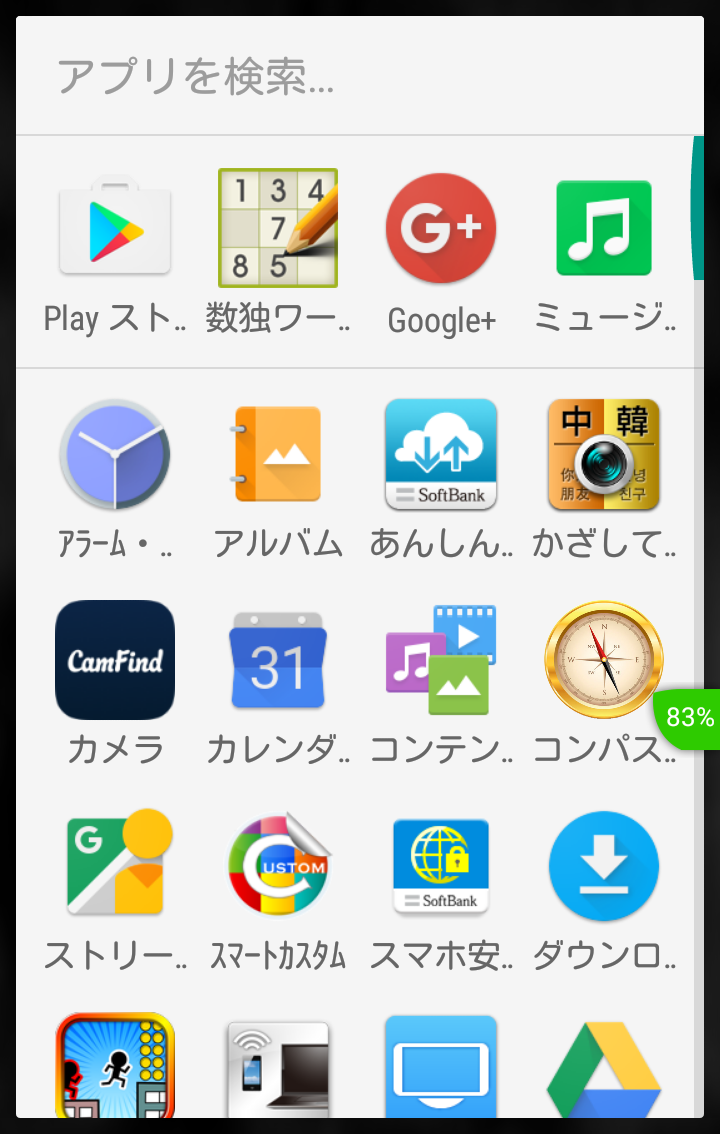 アプリを検索...
1 3 4
7
8 5
G+
Play スト..
数独ワー..
Google+
ミュージ..
SoftBank
中 韓
朋友 친구
ｱﾗｰﾑ・..
アルバム
あんしん..
かざして..
CamFind
31
N
W E
S
83%
カメラ
カレンダ..
コンテン..
コンパス..
G
CUSTOM
SoftBank
ストリー..
ｽﾏｰﾄｶｽﾀﾑ
スマホ安..
ダウンロ..